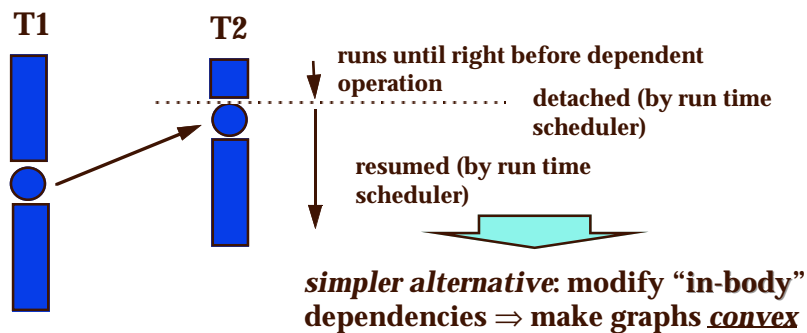 T1
T2
runs until right before dependent
operation
detached (by run time
scheduler)
resumed (by run time
scheduler)
simpler alternative: modify “in-body”
dependencies ⇒ make graphs convex